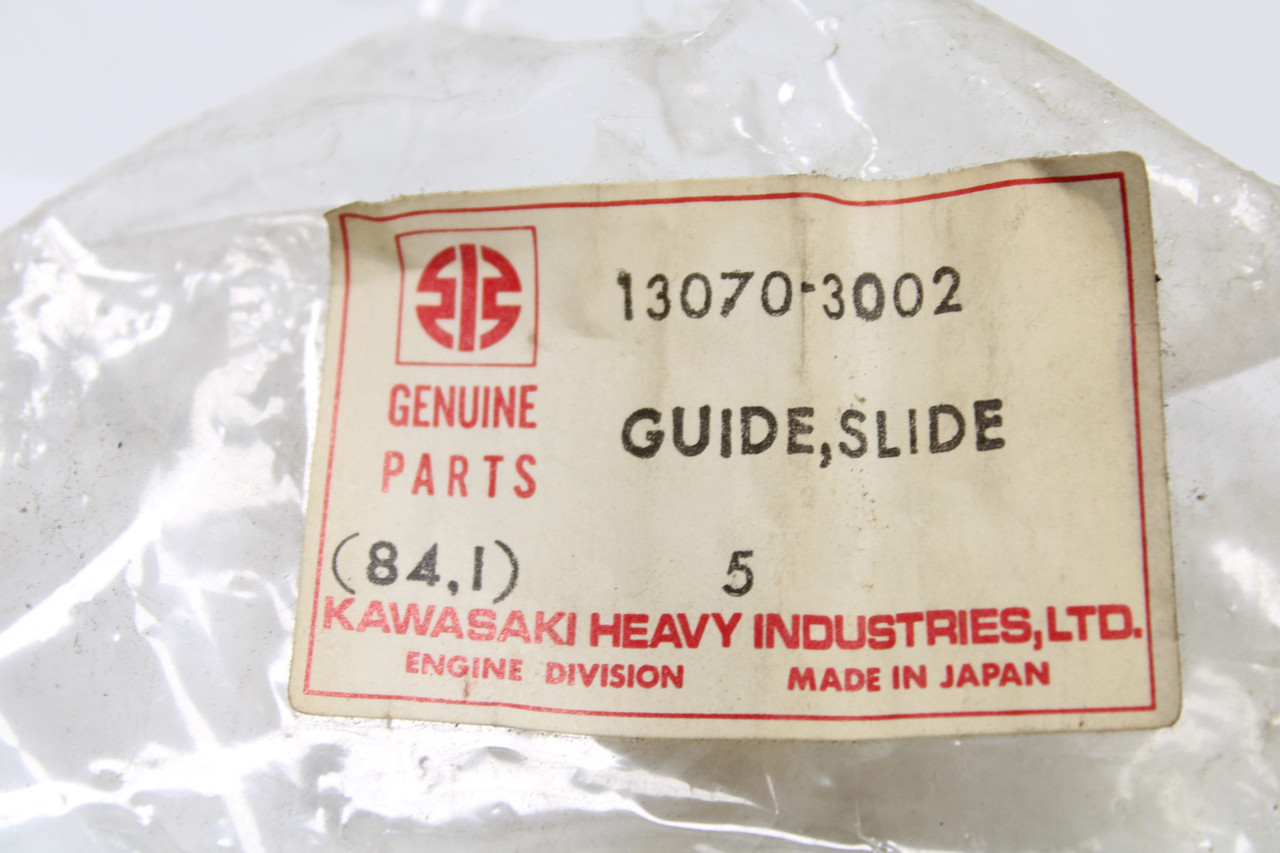 13070-3002
GENUINE
PARTS
GUIDE,SLIDE
(84,1) 5
KAWASAKI HEAVY INDUSTRIES,LTD.
ENGINE DIVISION MADE IN JAPAN